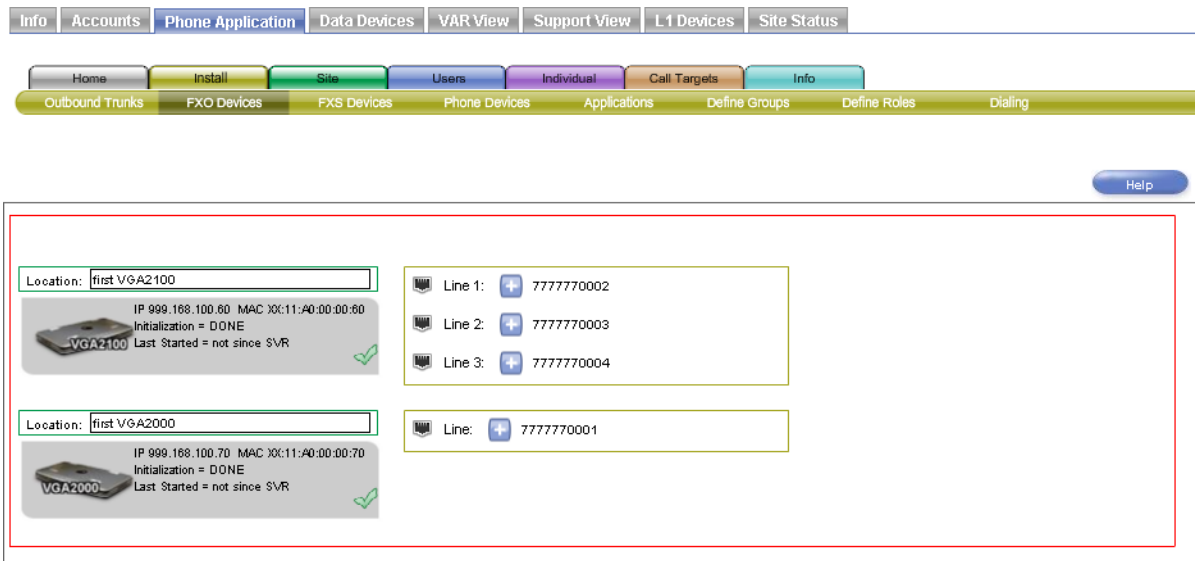 Info Accounts Phone Application Data Devices VAR View Support View L1 Devices Site Status
Home Install Site Users Individual Call Targets Info
Outbound Trunks FXO Devices FXS Devices Phone Devices Applications Define Groups Define Roles Dialing
Help
Location: first VGA2100
IP 999.168.100.60 MAC XX:11:A0:00:00:60
Initialization = DONE
VGA2100 Last Started = not since SVR
Line 1: 7777770002
Line 2: 7777770003
Line 3: 7777770004
Location: first VGA2000
IP 999.168.100.70 MAC XX:11:A0:00:00:70
Initialization = DONE
VGA2000 Last Started = not since SVR
Line: 7777770001